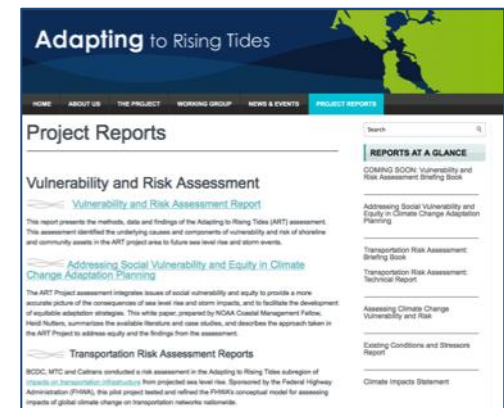 Adapting to Rising Tides
HOME ABOUT US THE PROJECT WORKING GROUP NEWS & EVENTS PROJECT REPORTS
Project Reports
Vulnerability and Risk Assessment
Vulnerability and Risk Assessment Report
This report presents the methods, data and findings of the Adapting to Rising Tides (ART) assessment.
This assessment identified the underlying causes and components of vulnerability and risk of shoreline
and community assets in the ART project area to future sea level rise and storm events.
Addressing Social Vulnerability and Equity in Climate
Change Adaptation Planning
The ART Project assessment integrates issues of social vulnerability and equity to provide a more
accurate picture of the consequences of sea level rise and storm impacts, and to facilitate the development
of equitable adaptation strategies. This white paper, prepared by NOAA Coastal Management Fellow,
Heidi Nutters, summarizes the available literature and case studies, and describes the approach taken in
the ART Project to address equity and the findings from the assessment.
Transportation Risk Assessment Reports
BCDC, MTC and Caltrans conducted a risk assessment in the Adapting to Rising Tides subregion of
impacts on transportation infrastructure from projected sea level rise. Sponsored by the Federal Highway
Administration (FHWA), this pilot project tested and refined the FHWA's conceptual model for assessing
impacts of global climate change on transportation networks nationwide.
Search
REPORTS AT A GLANCE
COMING SOON: Vulnerability and
Risk Assessment Briefing Book
Addressing Social Vulnerability and
Equity in Climate Change Adaptation
Planning
Transportation Risk Assessment:
Briefing Book
Transportation Risk Assessment:
Technical Report
Assessing Climate Change
Vulnerability and Risk
Existing Conditions and Stressors
Report
Climate Impacts Statement